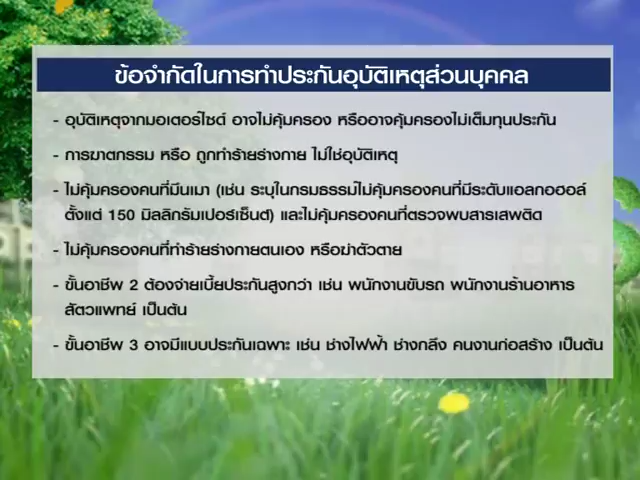 ข้อจำกัดในการทำประกันอุบัติเหตุส่วนบุคคล
- อุบัติเหตุจากมอเตอร์ไซด์ อาจไม่คุ้มครอง หรืออาจคุ้มครองไม่เต็มทุนประกัน
- การฆาตกรรม หรือ ถูกทำร้ายร่างกาย ไม่ใช่อุบัติเหตุ
- ไม่คุ้มครองคนที่มึนเมา (เช่น ระบุในกรมธรรม์ไม่คุ้มครองคนที่มีระดับแอลกอฮอล์
ตั้งแต่ 150 มิลลิกรัมเปอร์เซ็นต์) และไม่คุ้มครองคนที่ตรวจพบสารเสพติด
- ไม่คุ้มครองคนที่ทำร้ายร่างกายตนเอง หรือฆ่าตัวตาย
- ขั้นอาชีพ 2 ต้องจ่ายเบี้ยประกันสูงกว่า เช่น พนักงานขับรถ พนักงานร้านอาหาร
สัตวแพทย์ เป็นต้น
- ขั้นอาชีพ 3 อาจมีแบบประกันเฉพาะ เช่น ช่างไฟฟ้า ช่างกลึง คนงานก่อสร้าง เป็นต้น